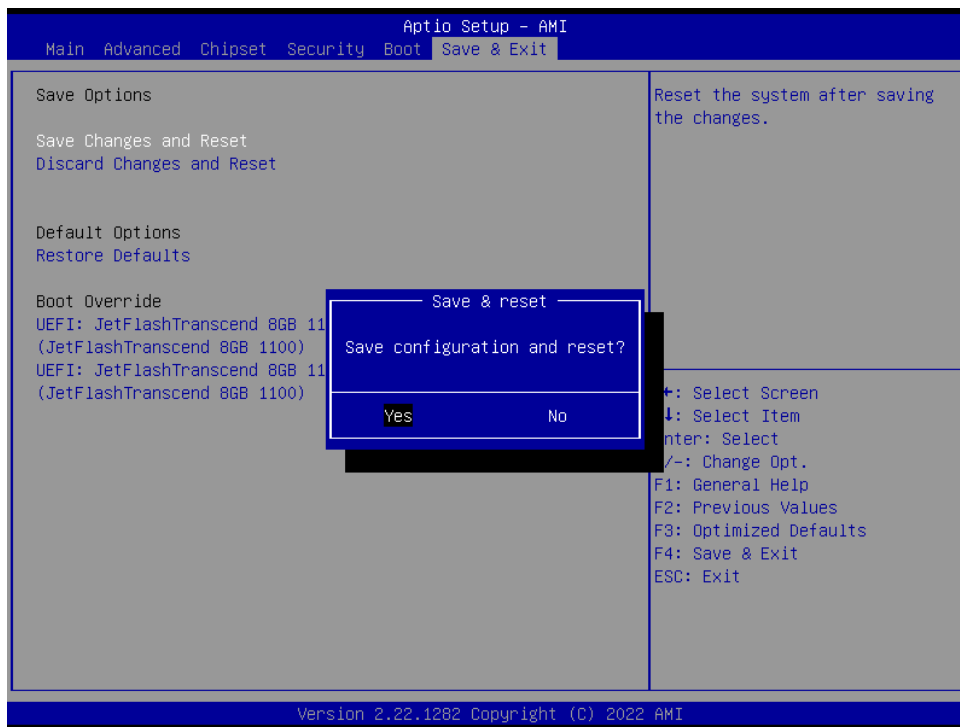 Aptio Setup – AMI
Main Advanced Chipset Security Boot Save & Exit
Save Options
Save Changes and Reset
Discard Changes and Reset
Default Options
Restore Defaults
Boot Override
UEFI: JetFlashTranscend 8GB 11
(JetFlashTranscend 8GB 1100)
UEFI: JetFlashTranscend 8GB 11
(JetFlashTranscend 8GB 1100)
Save & reset
Save configuration and reset?
Yes No
Reset the system after saving
the changes.
: Select Screen
↓: Select Item
nter: Select
/-: Change Opt.
F1: General Help
F2: Previous Values
F3: Optimized Defaults
F4: Save & Exit
ESC: Exit
Version 2.22.1282 Copyright (C) 2022 AMI